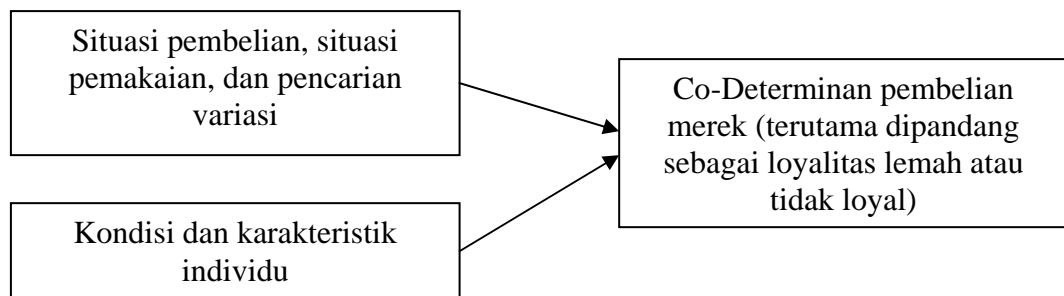 Situasi pembelian, situasi
pemakaian, dan pencarian
variasi
Kondisi dan karakteristik
individu
Co-Determinan pembelian
merek (terutama dipandang
sebagai loyalitas lemah atau
tidak loyal)